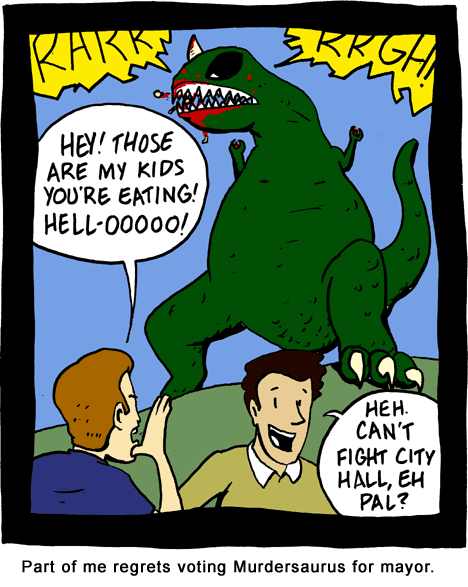 RARR
RRGH!
HEY! THOSE
ARE MY KIDS
YOU'RE EATING!
HELL-OOOOO!
HEH.
CAN'T
FIGHT CITY
HALL, EH
PAL?
Part of me regrets voting Murdersaurus for mayor.